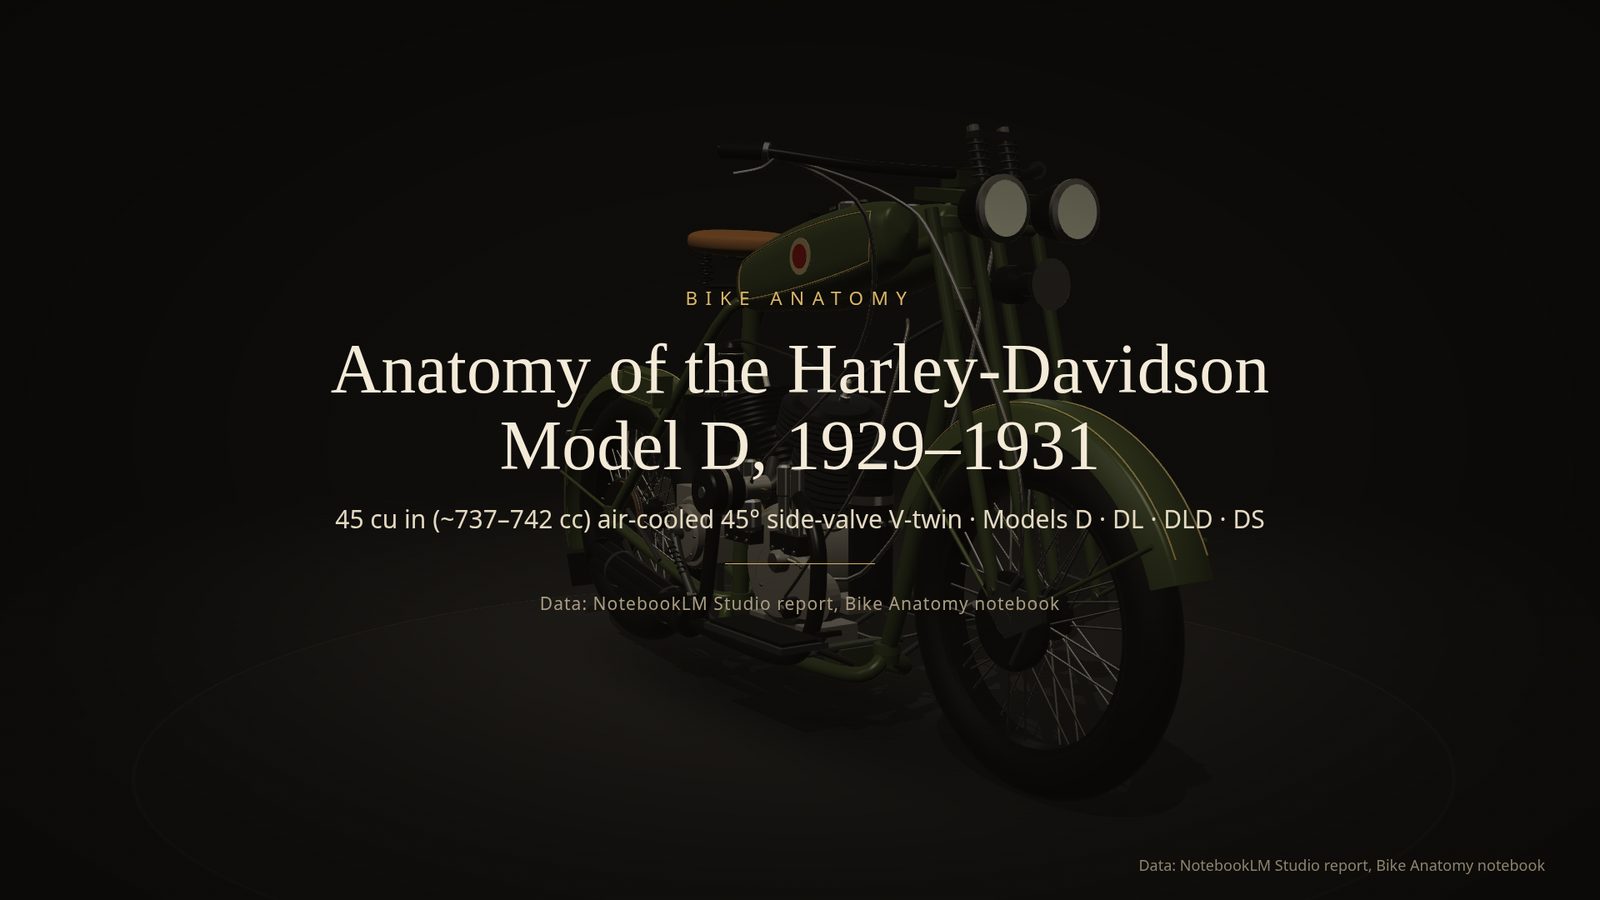 BIKE ANATOMY
Anatomy of the Harley-Davidson
Model D, 1929–1931
45 cu in (~737–742 cc) air-cooled 45° side-valve V-twin · Models D · DL · DLD · DS
Data: NotebookLM Studio report, Bike Anatomy notebook
Data: NotebookLM Studio report, Bike Anatomy notebook